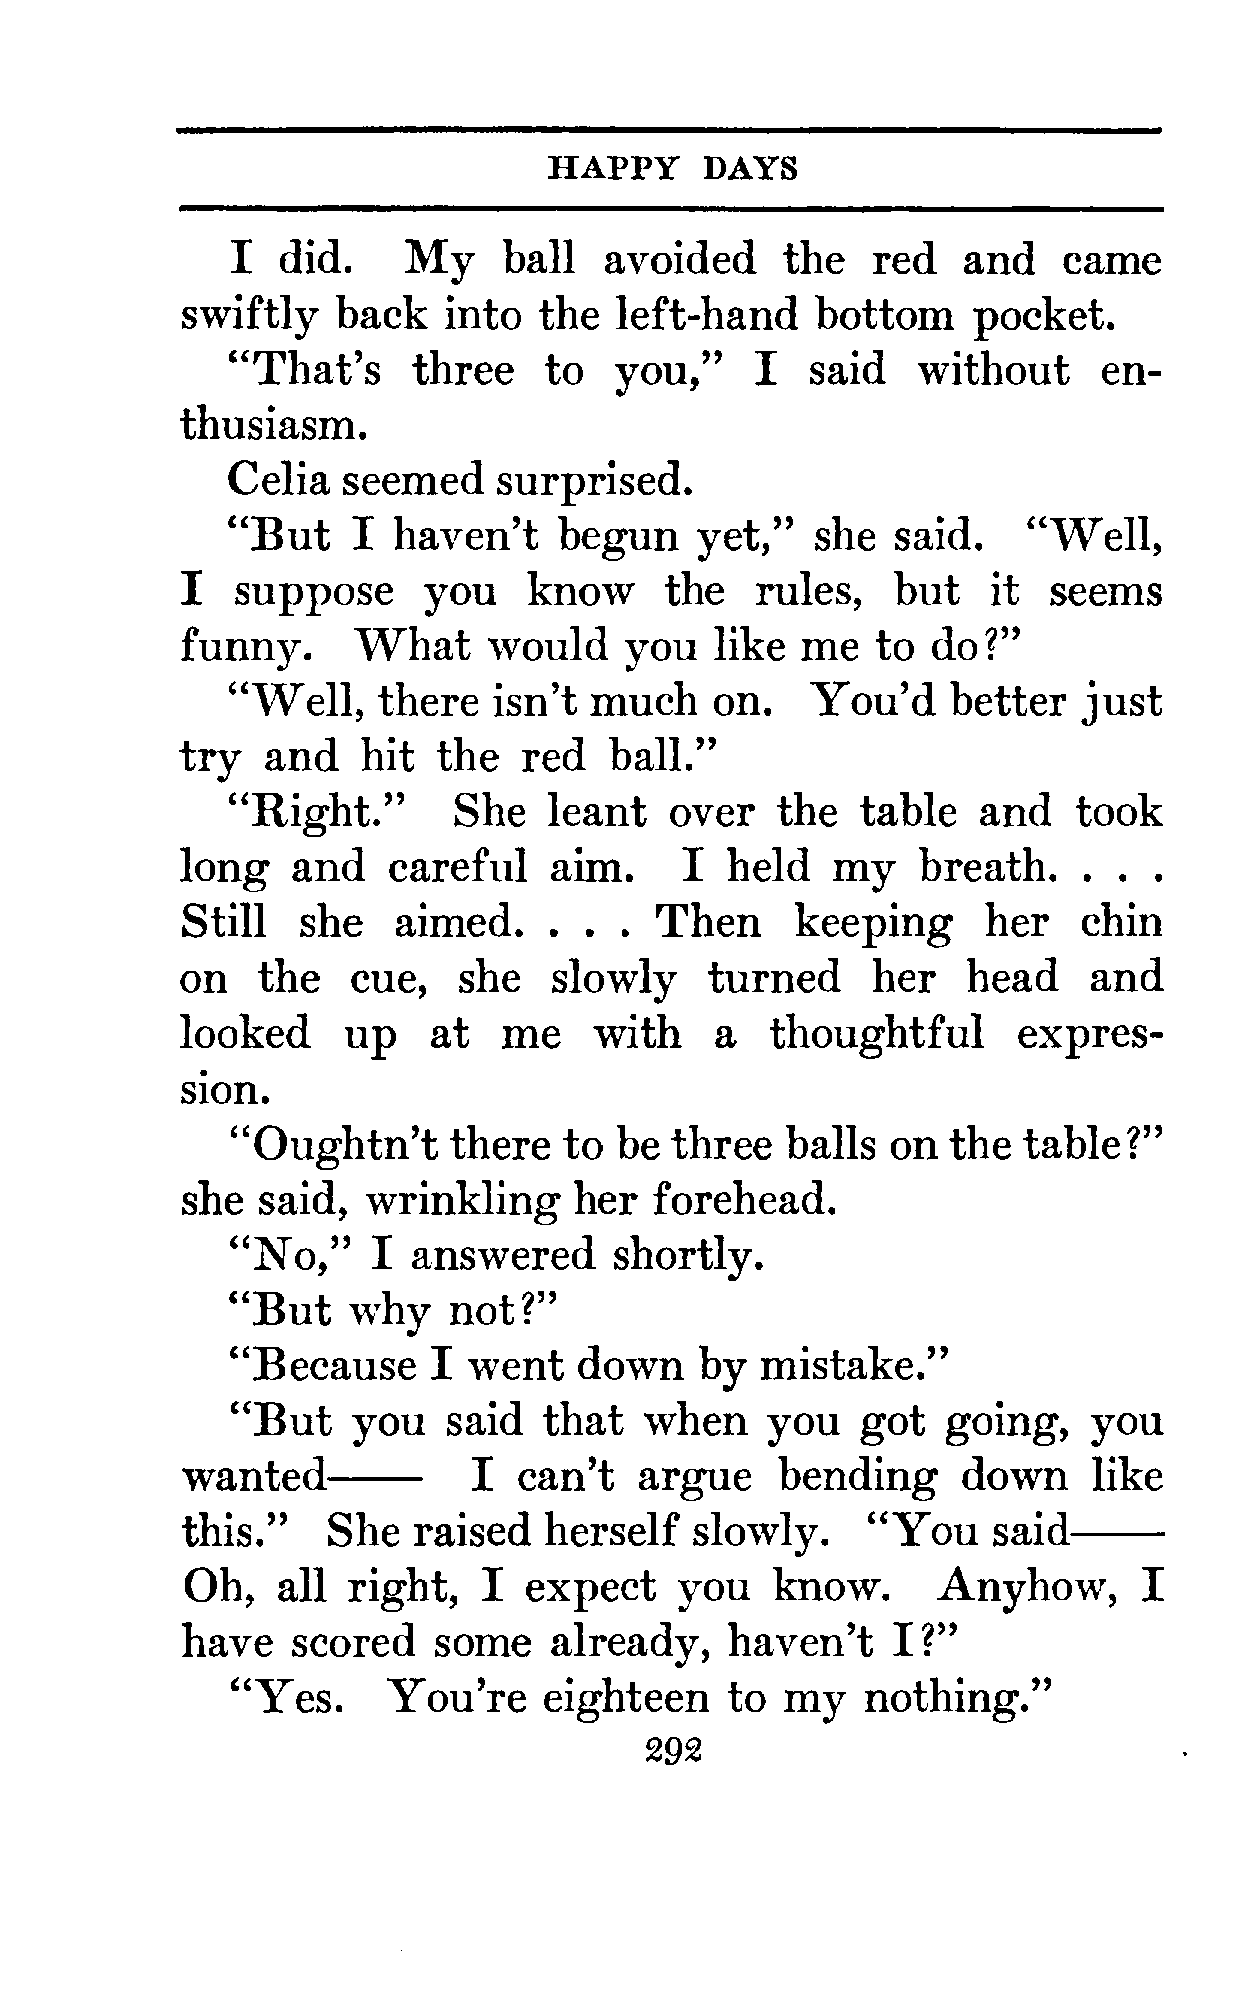 HAPPY DAYS
I did. My ball avoided the red and came
swiftly back into the left-hand bottom pocket.
“That’s three to you,” I said without en-
thusiasm.
Celia seemed surprised.
“But I haven’t begun yet,” she said. “Well,
I suppose you know the rules, but it seems
funny. What would you like me to do?”
“Well, there isn’t much on. You’d better just
try and hit the red ball.”
“Right.” She leant over the table and took
long and careful aim. I held my breath. . . .
Still she aimed. . . . Then keeping her chin
on the cue, she slowly turned her head and
looked up at me with a thoughtful expres-
sion.
“Oughtn’t there to be three balls on the table?”
she said, wrinkling her forehead.
“No,” I answered shortly.
“But why not?”
“Because I went down by mistake.”
“But you said that when you got going, you
wanted—— I can’t argue bending down like
this.” She raised herself slowly. “You said——
Oh, all right, I expect you know. Anyhow, I
have scored some already, haven’t I?”
“Yes. You’re eighteen to my nothing.”
292